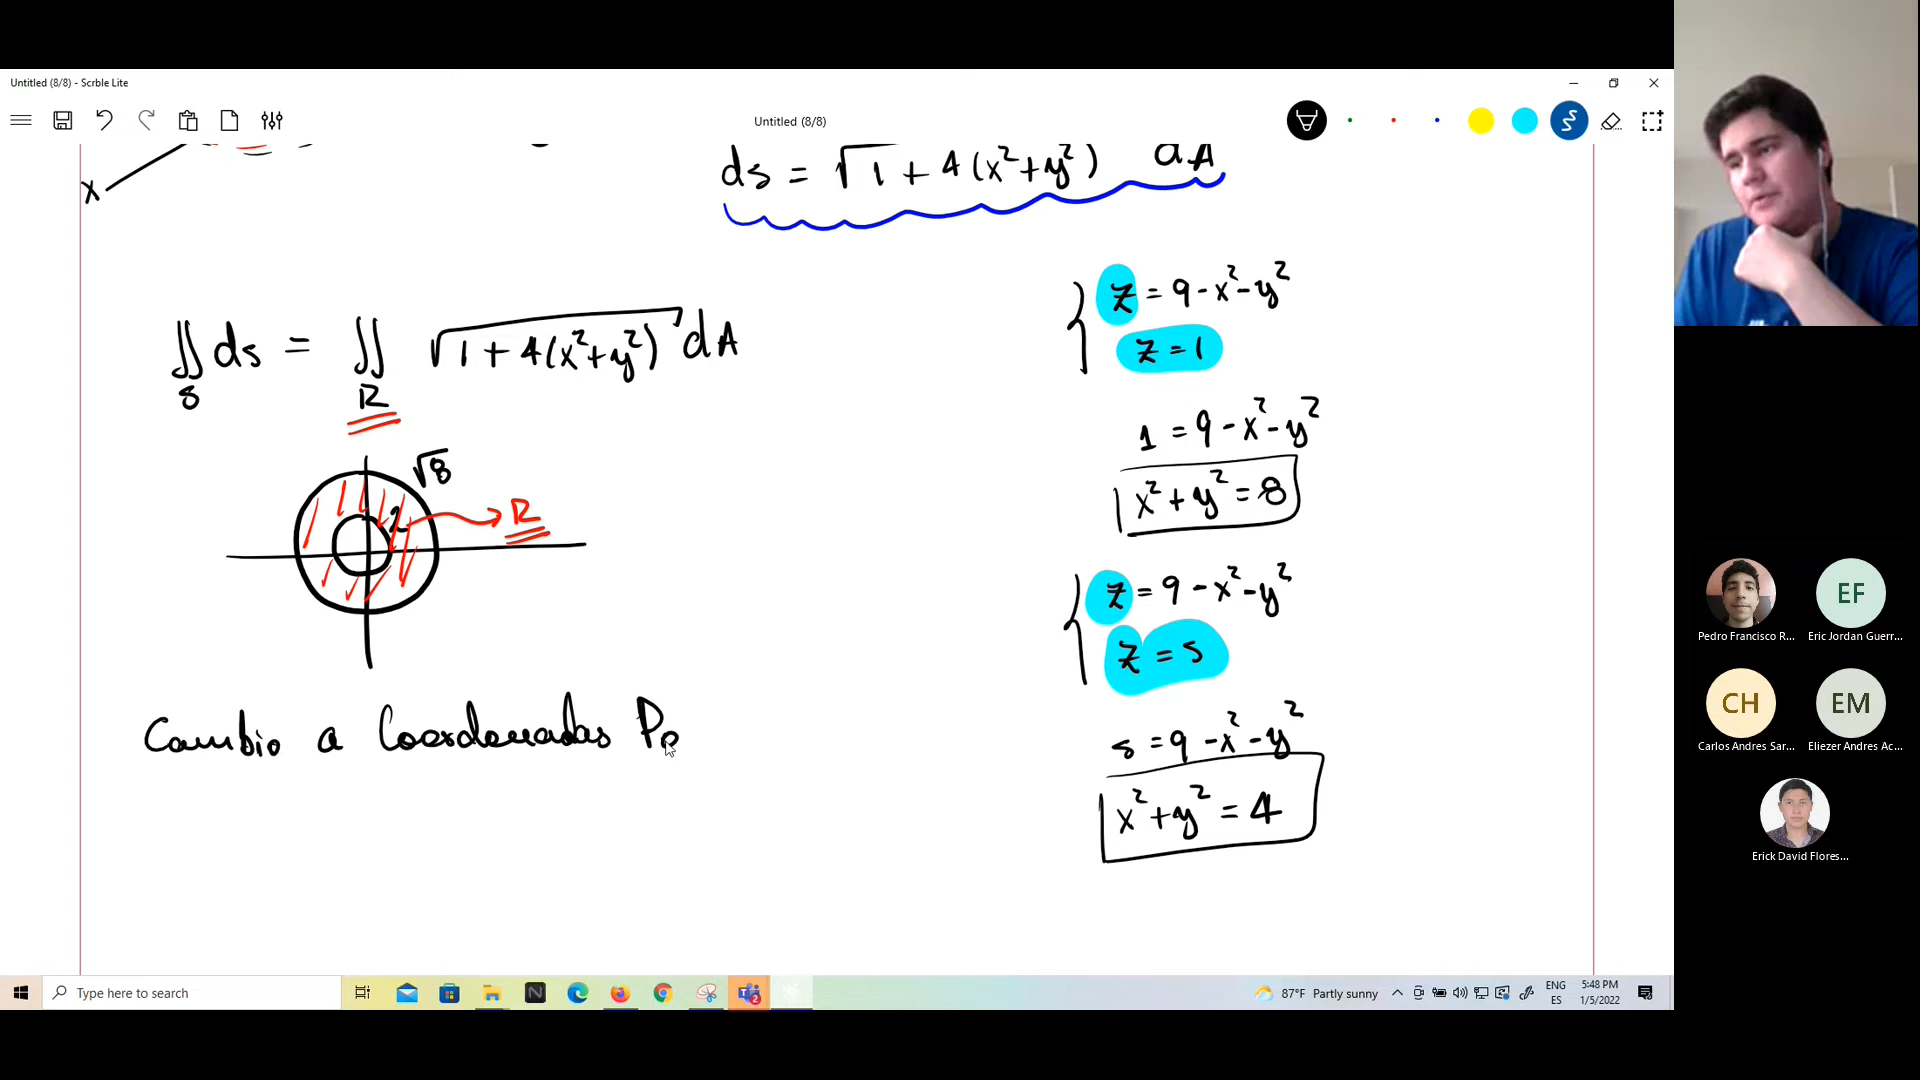 Untitled (8/8) - Scrble Lite
Untitled (8/8)
x
ds = √1 + 4(x²+y²) dA
∬ ds = ∬ √1 + 4(x²+y²) dA
S R
√8
2
R
Cambio a Coordenadas Po
z = 9 - x² - y²
z = 1
1 = 9 - x² - y²
x² + y² = 8
z = 9 - x² - y²
z = 5
5 = 9 - x² - y²
x² + y² = 4
Pedro Francisco R...
EF
Eric Jordan Guerr...
CH
Carlos Andres Sar...
EM
Eliezer Andres Ac...
Erick David Flores...
Type here to search
N
2
87°F Partly sunny
ENG
ES
5:48 PM
1/5/2022